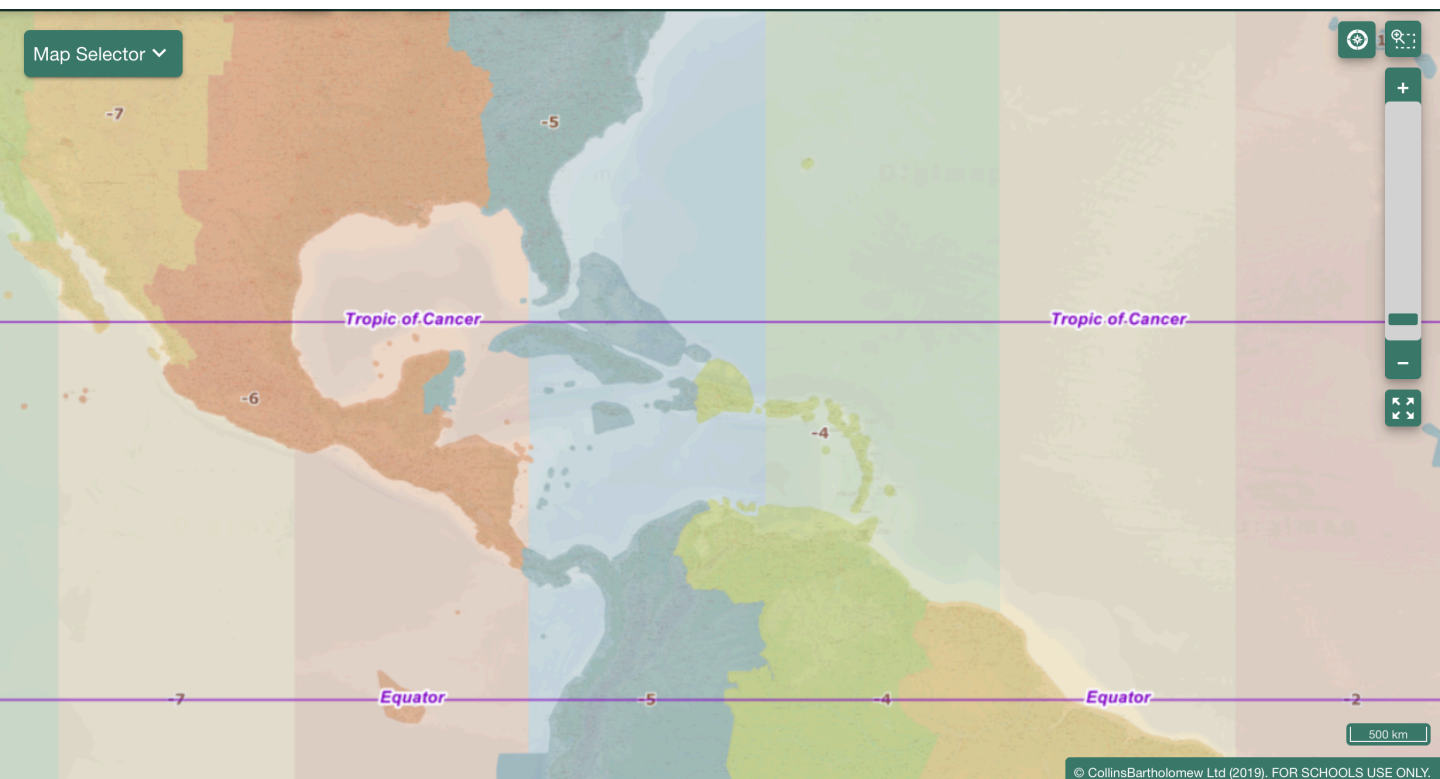 Map Selector
-7
-5
Tropic of Cancer
Tropic of Cancer
-6
-4
-7
Equator
-5
-4
Equator
-2
+
−
500 km
© CollinsBartholomew Ltd (2019). FOR SCHOOLS USE ONLY.